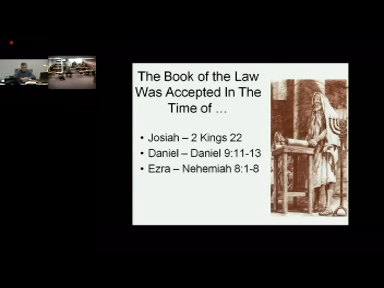 The Book of the Law
Was Accepted In The
Time of ...
• Josiah – 2 Kings 22
• Daniel – Daniel 9:11-13
• Ezra – Nehemiah 8:1-8